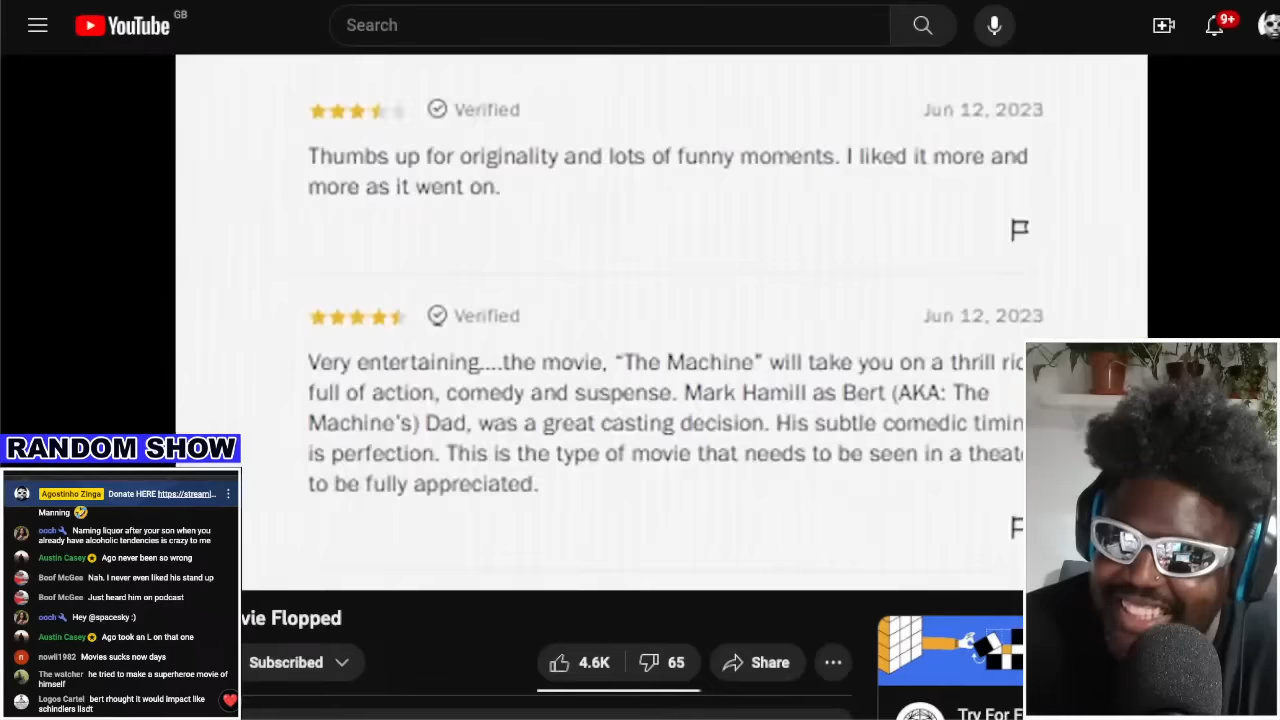 YouTube GB
Search
9+
Verified
Jun 12, 2023
Thumbs up for originality and lots of funny moments. I liked it more and
more as it went on.
Verified
Jun 12, 2023
Very entertaining....the movie, “The Machine” will take you on a thrill ric
full of action, comedy and suspense. Mark Hamill as Bert (AKA: The
Machine's) Dad, was a great casting decision. His subtle comedic timin
is perfection. This is the type of movie that needs to be seen in a theat
to be fully appreciated.
RANDOM SHOW
Agostinho Zinga Donate HERE https://streaml...
Manning
ooch Naming liquor after your son when you
already have alcoholic tendencies is crazy to me
Austin Casey Ago never been so wrong
Boof McGee Nah. I never even liked his stand up
Boof McGee Just heard him on podcast
ooch Hey @spacesky :)
Austin Casey Ago took an L on that one
nowll1982 Movies sucks now days
The watcher he tried to make a superheroe movie of
himself
Logos Cartel bert rhought it would impact like
schindlers lisdt
vie Flopped
Subscribed
4.6K
65
Share
Try For F